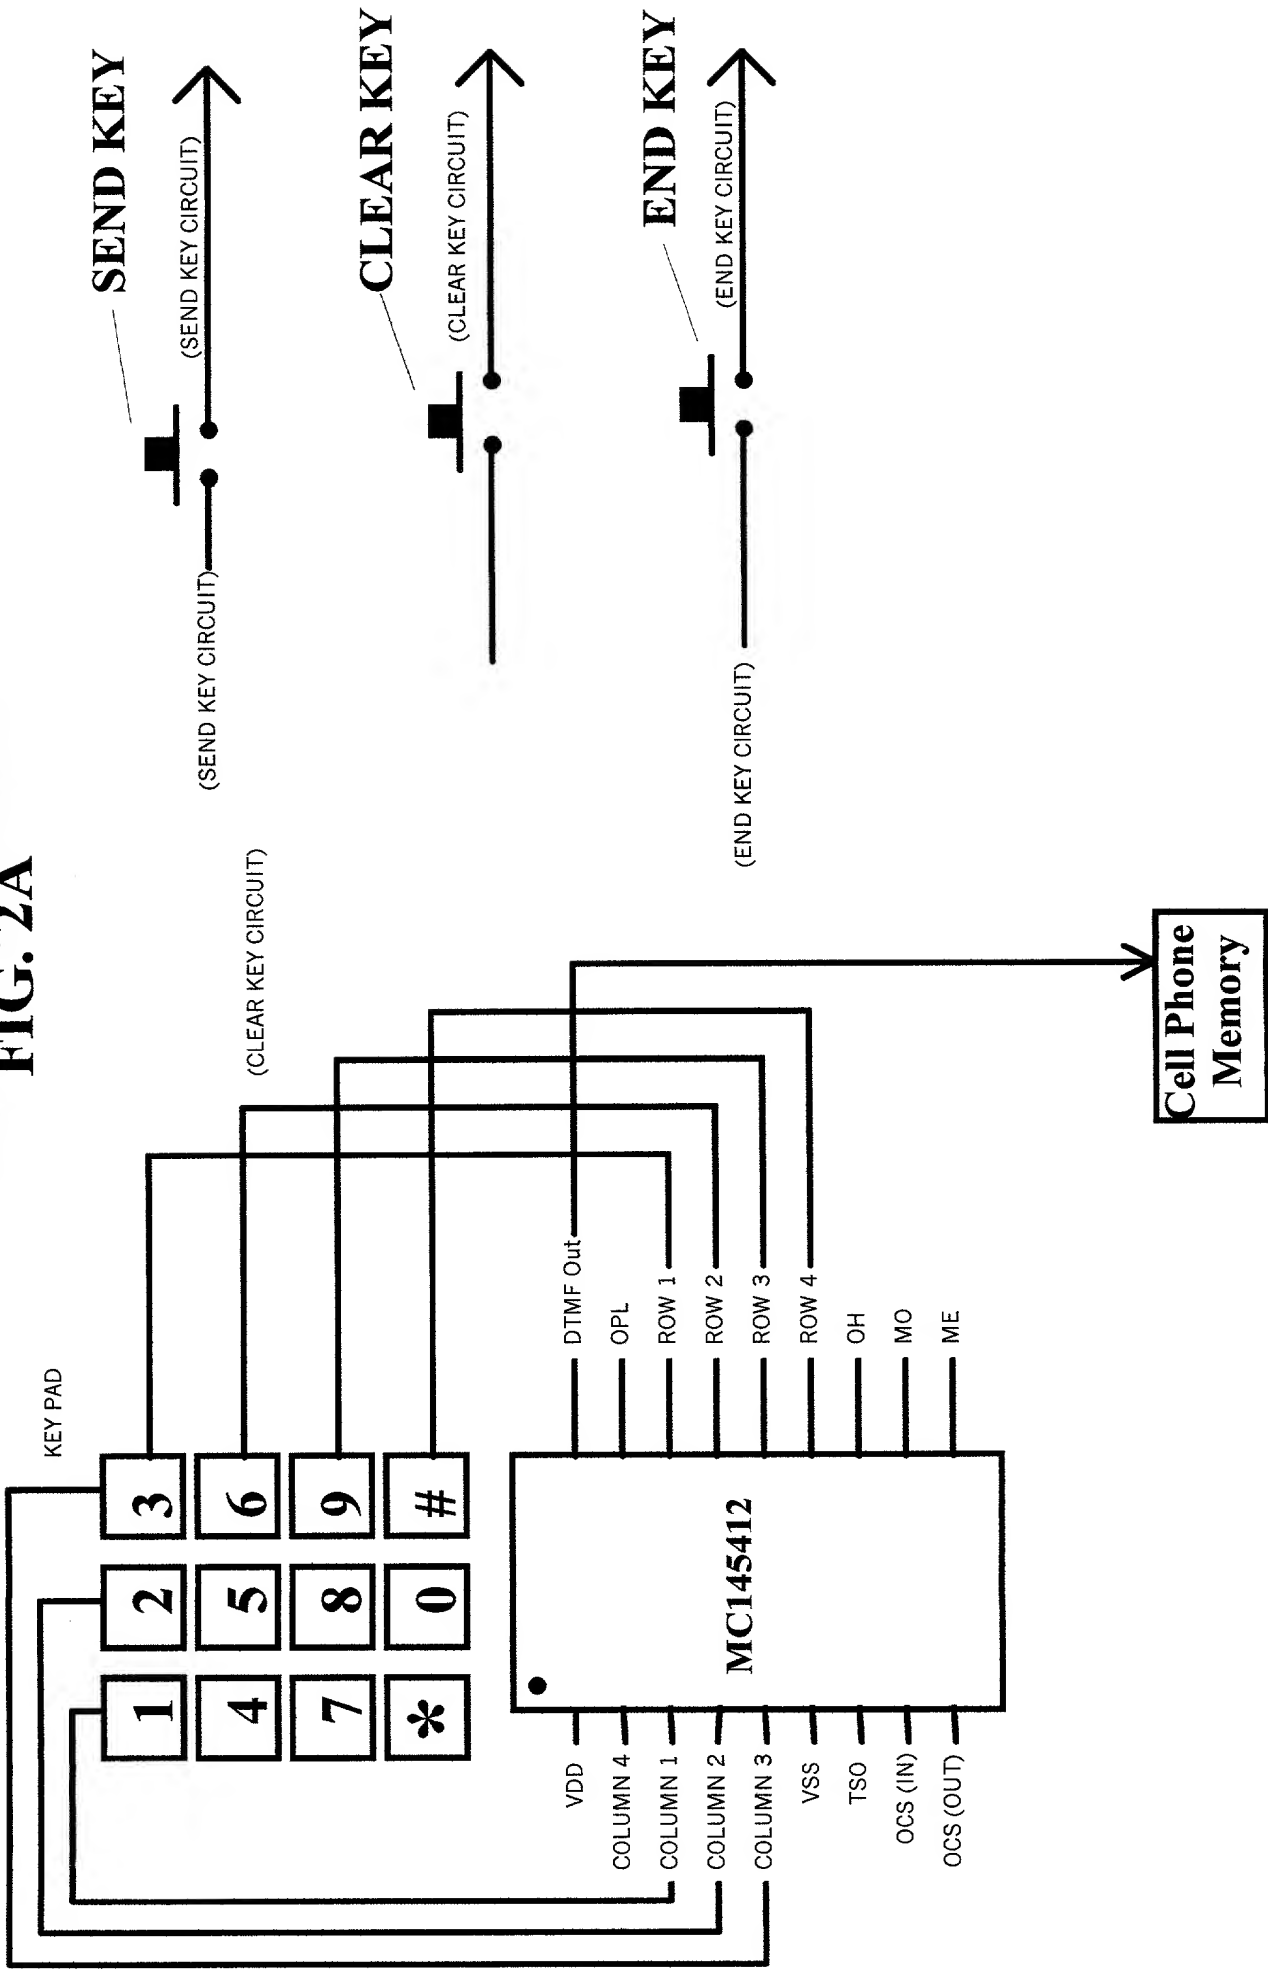 FIG. 2A
KEY PAD
1
2
3
4
5
6
7
8
9
*
0
#
(CLEAR KEY CIRCUIT)
(SEND KEY CIRCUIT)
(SEND KEY CIRCUIT)
SEND KEY
(CLEAR KEY CIRCUIT)
CLEAR KEY
(END KEY CIRCUIT)
(END KEY CIRCUIT)
END KEY
MC145412
VDD
COLUMN 4
COLUMN 1
COLUMN 2
COLUMN 3
VSS
TSO
OCS (IN)
OCS (OUT)
DTMF Out
OPL
ROW 1
ROW 2
ROW 3
ROW 4
OH
MO
ME
Cell Phone
Memory